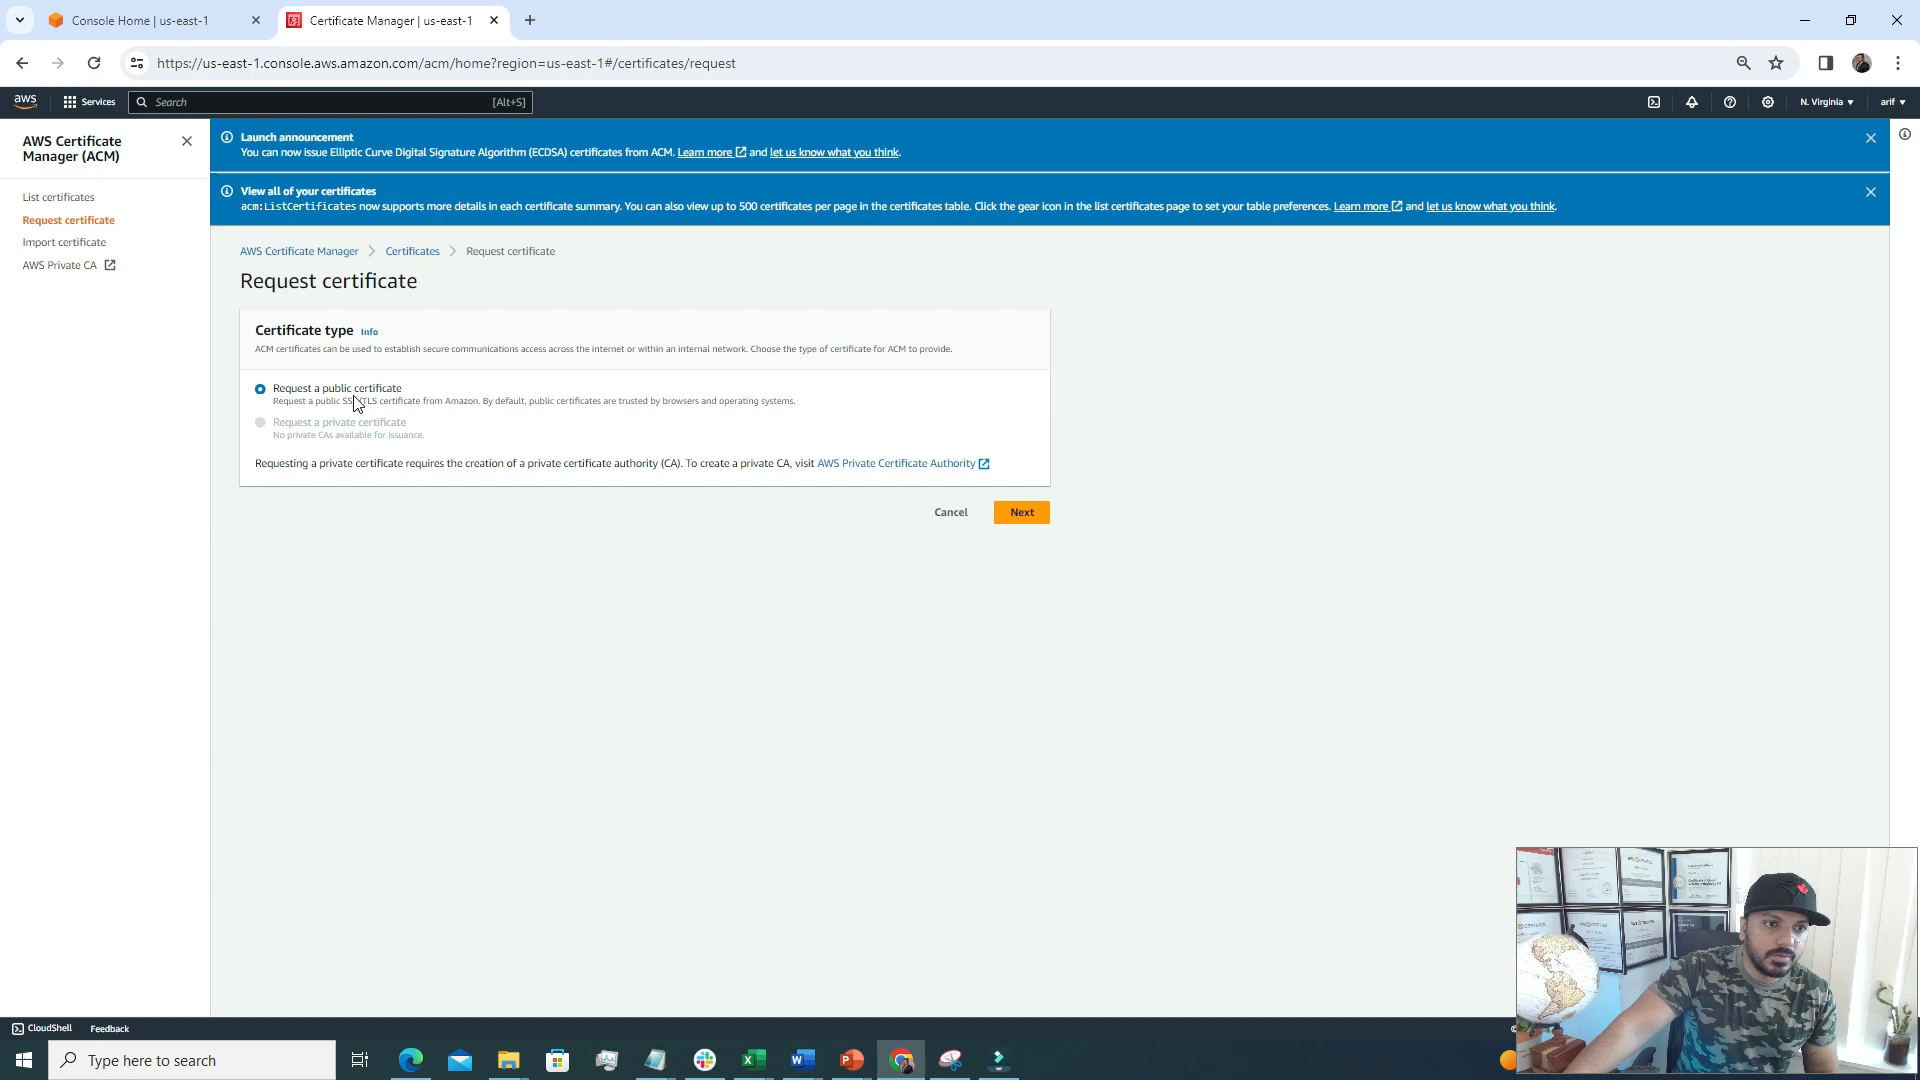 Console Home | us-east-1
Certificate Manager | us-east-1
https://us-east-1.console.aws.amazon.com/acm/home?region=us-east-1#/certificates/request
aws
Services
Search
[Alt+S]
N. Virginia
arif
AWS Certificate
Manager (ACM)
List certificates
Request certificate
Import certificate
AWS Private CA
Launch announcement
You can now issue Elliptic Curve Digital Signature Algorithm (ECDSA) certificates from ACM. Learn more and let us know what you think.
View all of your certificates
acm:ListCertificates now supports more details in each certificate summary. You can also view up to 500 certificates per page in the certificates table. Click the gear icon in the list certificates page to set your table preferences. Learn more and let us know what you think.
AWS Certificate Manager > Certificates > Request certificate
Request certificate
Certificate type Info
ACM certificates can be used to establish secure communications access across the internet or within an internal network. Choose the type of certificate for ACM to provide.
Request a public certificate
Request a public SSL/TLS certificate from Amazon. By default, public certificates are trusted by browsers and operating systems.
Request a private certificate
No private CAs available for issuance.
Requesting a private certificate requires the creation of a private certificate authority (CA). To create a private CA, visit AWS Private Certificate Authority
Cancel
Next
CloudShell
Feedback
Type here to search